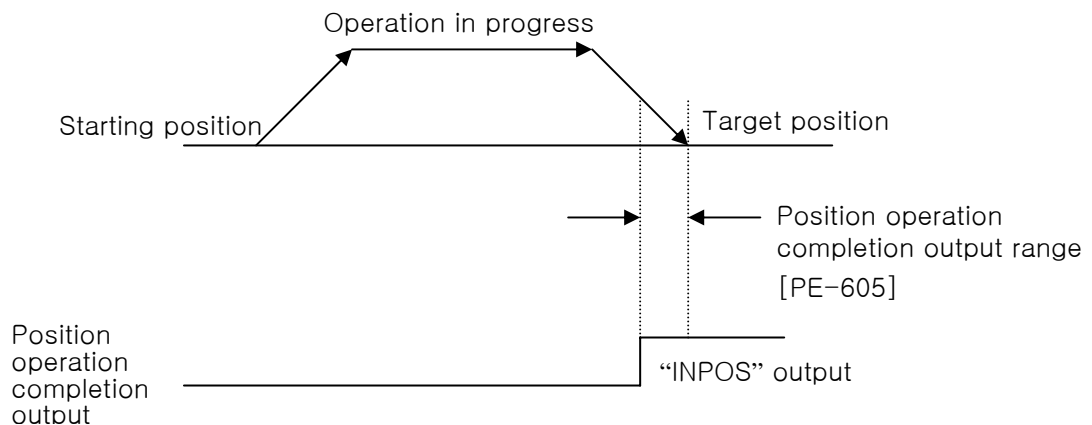 Operation in progress
Starting position
Target position
Position operation
completion output range
[PE-605]
Position
operation
completion
output
“INPOS” output